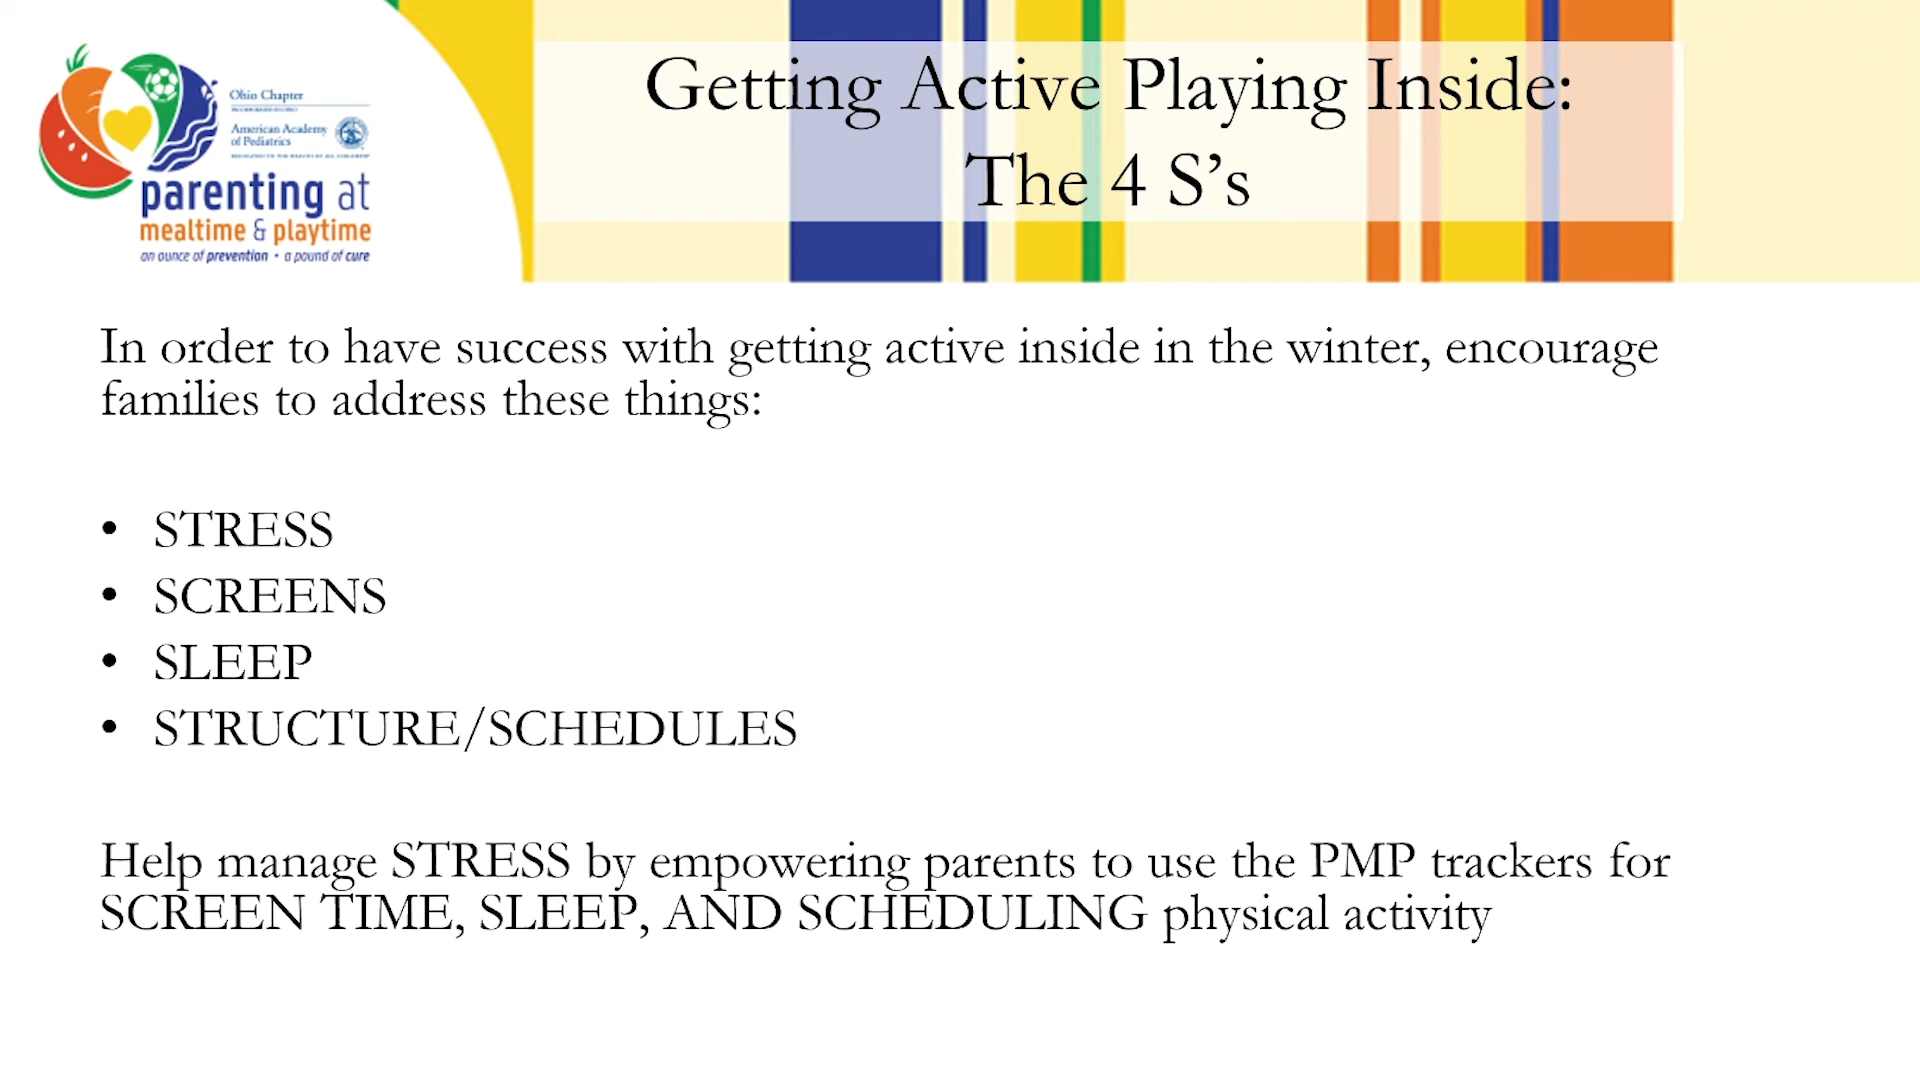 Ohio Chapter
American Academy
of Pediatrics
parenting at
mealtime & playtime
an ounce of prevention • a pound of cure
Getting Active Playing Inside:
The 4 S’s
In order to have success with getting active inside in the winter, encourage
families to address these things:
• STRESS
• SCREENS
• SLEEP
• STRUCTURE/SCHEDULES
Help manage STRESS by empowering parents to use the PMP trackers for
SCREEN TIME, SLEEP, AND SCHEDULING physical activity